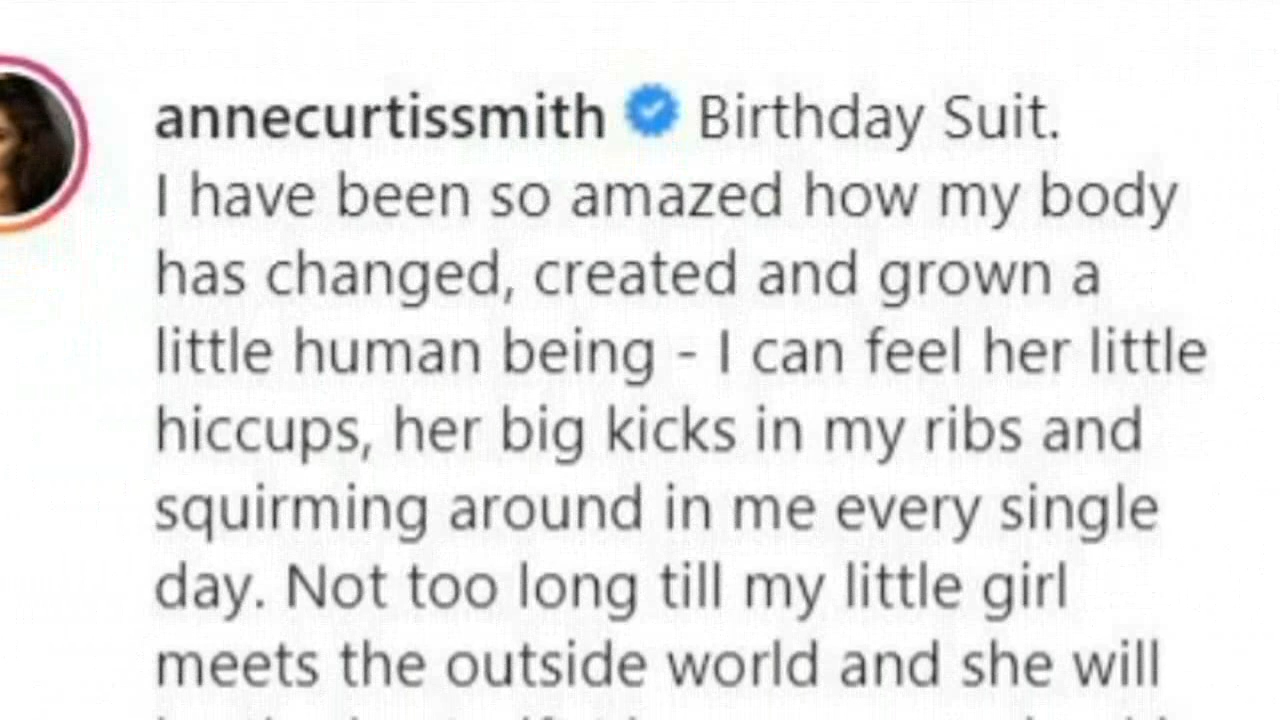 annecurtissmith Birthday Suit.
I have been so amazed how my body
has changed, created and grown a
little human being - I can feel her little
hiccups, her big kicks in my ribs and
squirming around in me every single
day. Not too long till my little girl
meets the outside world and she will